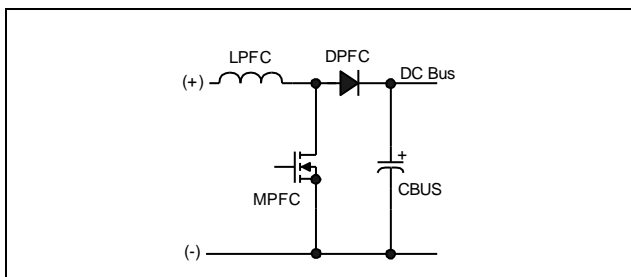 LPFC
DPFC
(+)
DC Bus
+
MPFC
CBUS
(-)